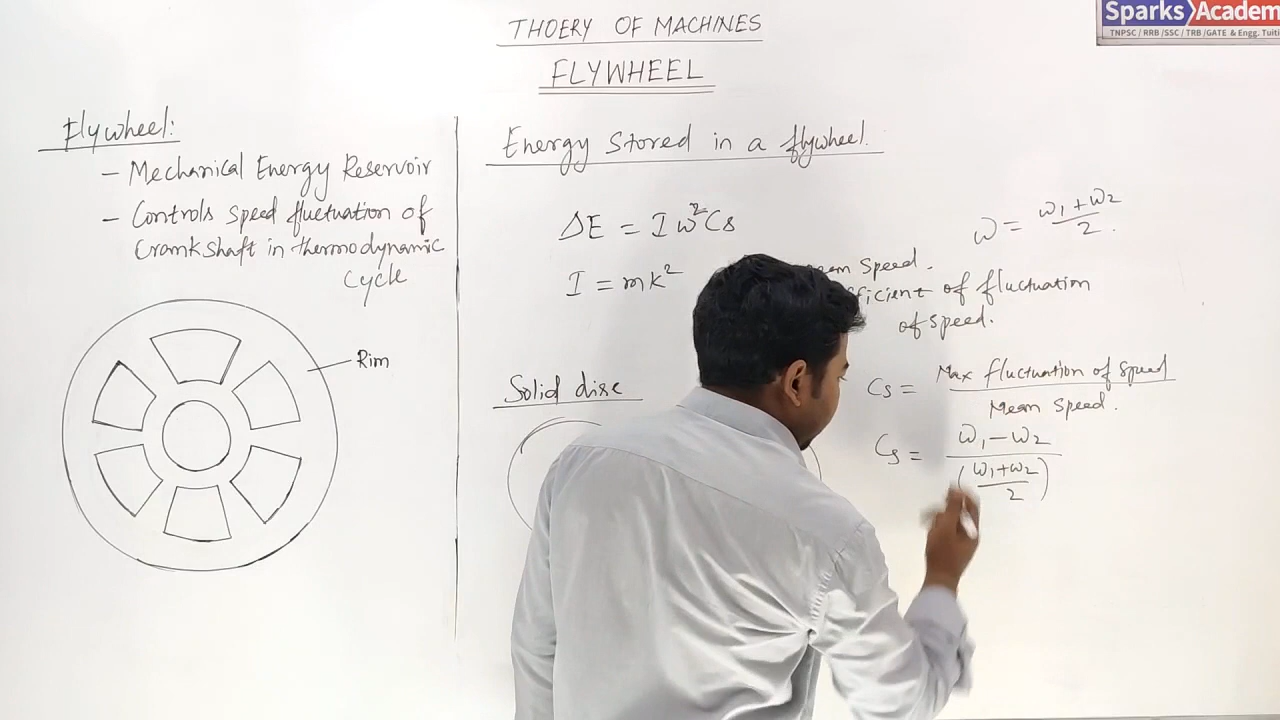 THOERY OF MACHINES
FLYWHEEL
Sparks Academ
TNPSC / RRB /SSC / TRB /GATE & Engg. Tuiti
Flywheel:
- Mechanical Energy Reservoir
- Controls speed fluctuation of
Crankshaft in thermodynamic
Cycle
Rim
Energy Stored in a flywheel.
ΔE = Iω²Cs
ω = ω1+ω2/2.
I = mk²
Speed.
of fluctuation
of speed.
Solid disc
Cs = Max fluctuation of speed / Mean Speed.
Cs = ω1-ω2 / (ω1+ω2/2)